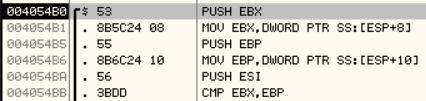 004054B0 $ 53 PUSH EBX
004054B1 . 8B5C24 08 MOV EBX,DWORD PTR SS:[ESP+8]
004054B5 . 55 PUSH EBP
004054B6 . 8B6C24 10 MOV EBP,DWORD PTR SS:[ESP+10]
004054BA . 56 PUSH ESI
004054BB . 3BDD CMP EBX,EBP